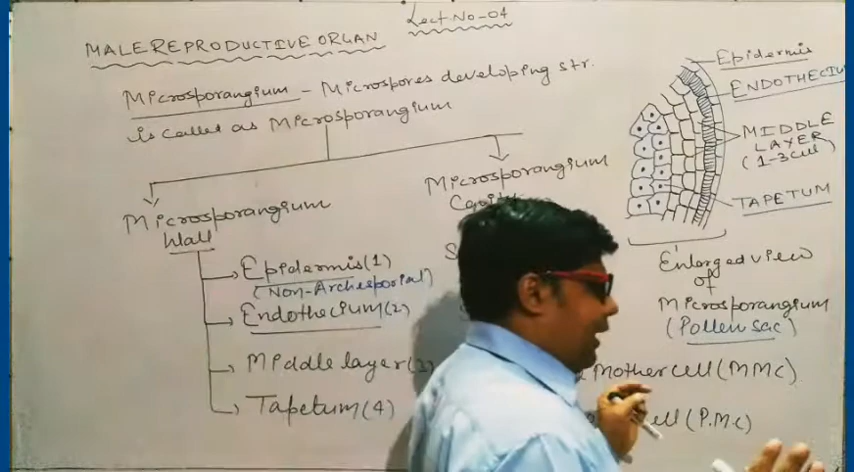 Lect.No-04
MALE REPRODUCTIVE ORGAN
Microsporangium - Microspores developing str.
is called as Microsporangium
Microsporangium
Wall
Epidermis(1)
(Non-Archesporial)
Endothecium(2)
Middle layer(3)
Tapetum(4)
Microsporangium
Mother cell (MMC)
cell (P.M.C)
Epidermis
ENDOTHECIUM
MIDDLE
LAYER
(1-3 cell)
TAPETUM
Enlarged view
of
Microsporangium
(Pollen sac)